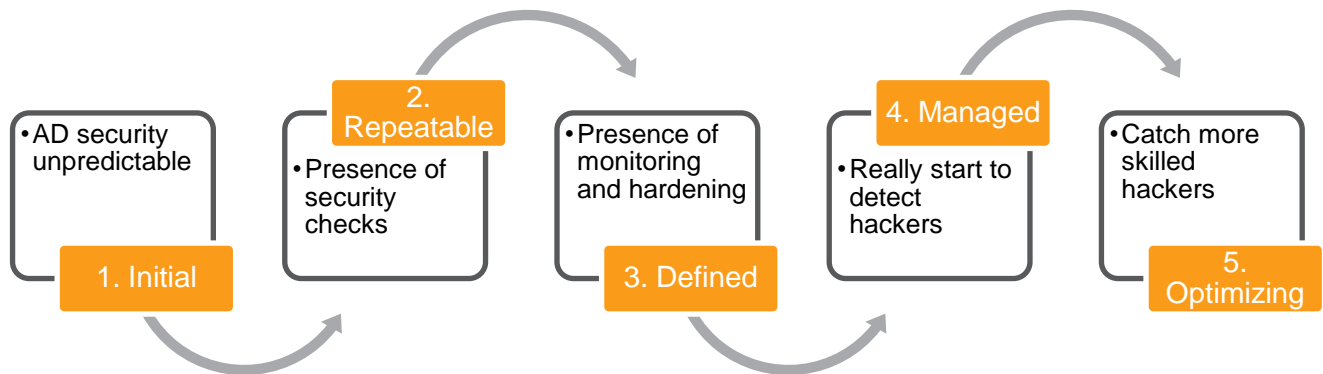 •AD security
unpredictable
1. Initial
2.
Repeatable
•Presence of
security
checks
•Presence of
monitoring
and hardening
3. Defined
4. Managed
•Really start to
detect
hackers
•Catch more
skilled
hackers
5.
Optimizing